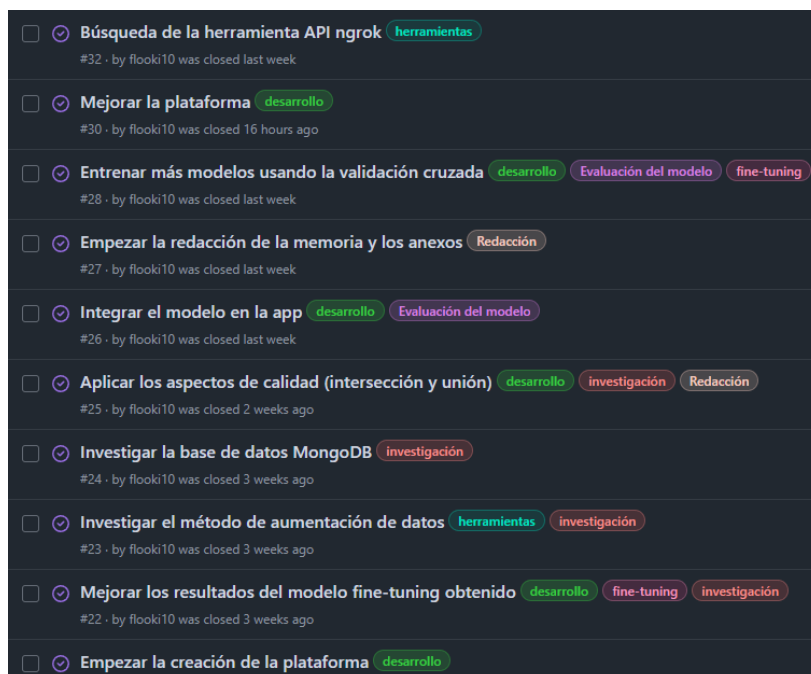 Búsqueda de la herramienta API ngrok herramientas
#32 · by flooki10 was closed last week
Mejorar la plataforma desarrollo
#30 · by flooki10 was closed 16 hours ago
Entrenar más modelos usando la validación cruzada desarrollo Evaluación del modelo fine-tuning
#28 · by flooki10 was closed last week
Empezar la redacción de la memoria y los anexos Redacción
#27 · by flooki10 was closed last week
Integrar el modelo en la app desarrollo Evaluación del modelo
#26 · by flooki10 was closed last week
Aplicar los aspectos de calidad (intersección y unión) desarrollo investigación Redacción
#25 · by flooki10 was closed 2 weeks ago
Investigar la base de datos MongoDB investigación
#24 · by flooki10 was closed 3 weeks ago
Investigar el método de aumentación de datos herramientas investigación
#23 · by flooki10 was closed 3 weeks ago
Mejorar los resultados del modelo fine-tuning obtenido desarrollo fine-tuning investigación
#22 · by flooki10 was closed 3 weeks ago
Empezar la creación de la plataforma desarrollo